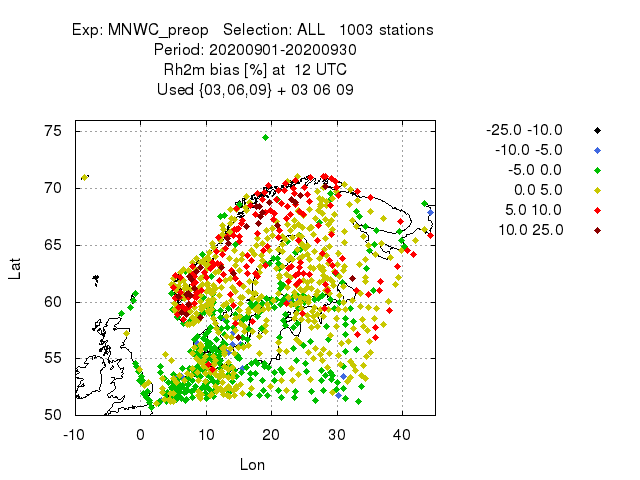 Exp: MNWC_preop   Selection: ALL   1003 stations
Period: 20200901-20200930
Rh2m bias [%] at  12 UTC
Used {03,06,09} + 03 06 09
-25.0 -10.0
-10.0 -5.0
-5.0 0.0
0.0 5.0
5.0 10.0
10.0 25.0
75
70
65
60
55
50
Lat
-10 0 10 20 30 40
Lon